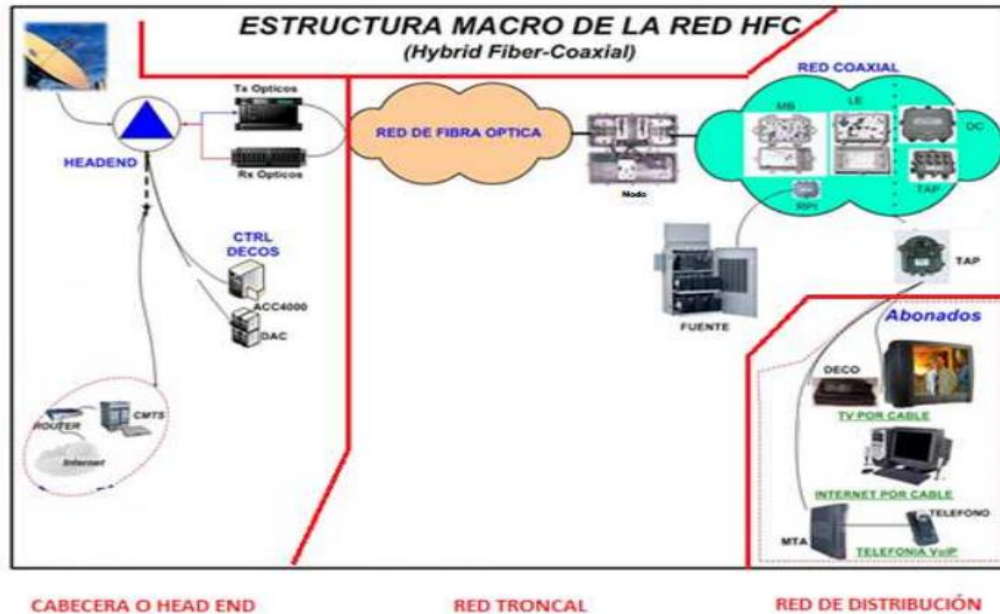 ESTRUCTURA MACRO DE LA RED HFC
(Hybrid Fiber-Coaxial)
Tx Opticos
HEADEND
Rx Opticos
RED DE FIBRA OPTICA
Nodo
RED COAXIAL
MB
LE
DC
RPI
TAP
TAP
FUENTE
CTRL
DECOS
ACC4000
DAC
ROUTER
CMTS
Internet
Abonados
DECO
TV POR CABLE
INTERNET POR CABLE
TELEFONO
MTA
TELEFONIA VoIP
CABECERA O HEAD END
RED TRONCAL
RED DE DISTRIBUCIÓN